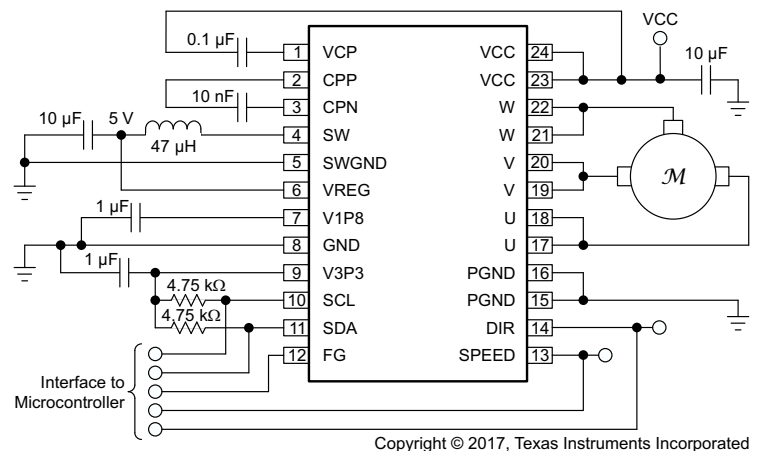 VCC
0.1 µF
10 µF
1 VCP VCC 24
2 CPP VCC 23
10 nF
3 CPN W 22
10 µF 5 V
4 SW W 21
47 µH
5 SWGND V 20
M
6 VREG V 19
1 µF
7 V1P8 U 18
8 GND U 17
1 µF
9 V3P3 PGND 16
4.75 kΩ
10 SCL PGND 15
4.75 kΩ
11 SDA DIR 14
12 FG SPEED 13
Interface to
Microcontroller
Copyright © 2017, Texas Instruments Incorporated